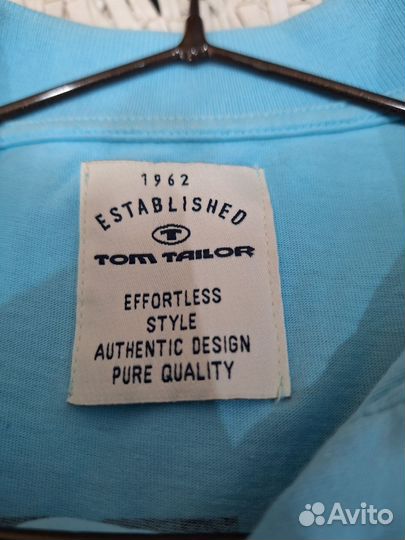 1962
ESTABLISHED
T
TOM TAILOR
EFFORTLESS
STYLE
AUTHENTIC DESIGN
PURE QUALITY
Avito